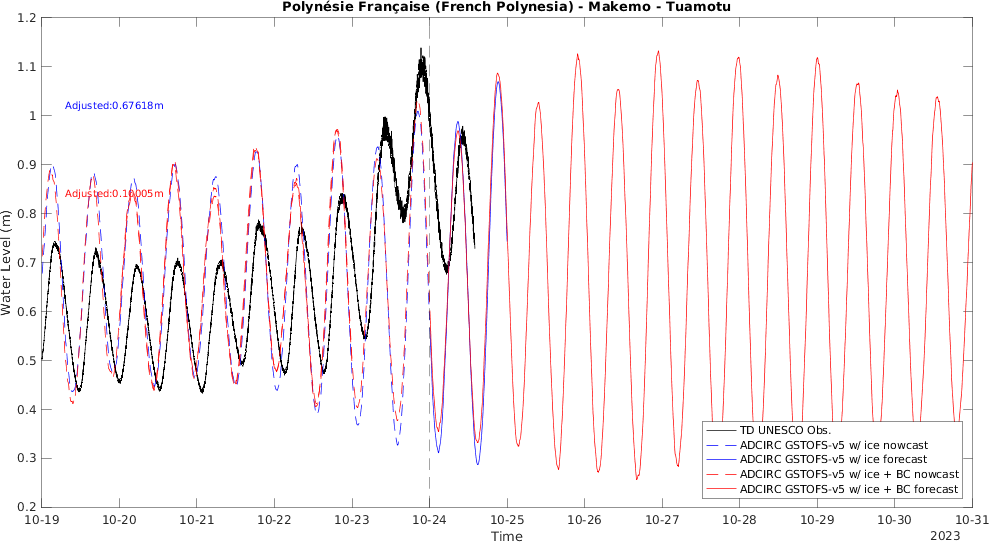 Polynésie Française (French Polynesia) - Makemo - Tuamotu
1.2
1.1
1
0.9
0.8
0.7
0.6
0.5
0.4
0.3
0.2
Water Level (m)
Adjusted:0.67618m
Adjusted:0.16005m
TD UNESCO Obs.
ADCIRC GSTOFS-v5 w/ ice nowcast
ADCIRC GSTOFS-v5 w/ ice forecast
ADCIRC GSTOFS-v5 w/ ice + BC nowcast
ADCIRC GSTOFS-v5 w/ ice + BC forecast
10-19 10-20 10-21 10-22 10-23 10-24 10-25 10-26 10-27 10-28 10-29 10-30 10-31
Time
2023